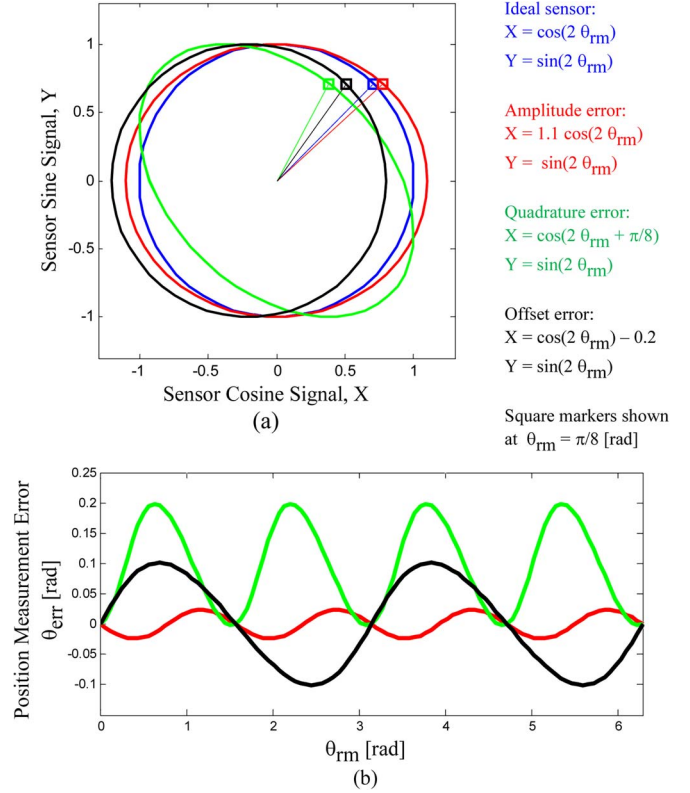 1
0.5
0
-0.5
-1
Sensor Sine Signal, Y
-1 -0.5 0 0.5 1
Sensor Cosine Signal, X
(a)
Ideal sensor:
X = cos(2 θrm)
Y = sin(2 θrm)
Amplitude error:
X = 1.1 cos(2 θrm)
Y = sin(2 θrm)
Quadrature error:
X = cos(2 θrm + π/8)
Y = sin(2 θrm)
Offset error:
X = cos(2 θrm) – 0.2
Y = sin(2 θrm)
Square markers shown
at θrm = π/8 [rad]
Position Measurement Error
θerr [rad]
0.25
0.2
0.15
0.1
0.05
0
-0.05
-0.1
0 1 2 3 4 5 6
θrm [rad]
(b)